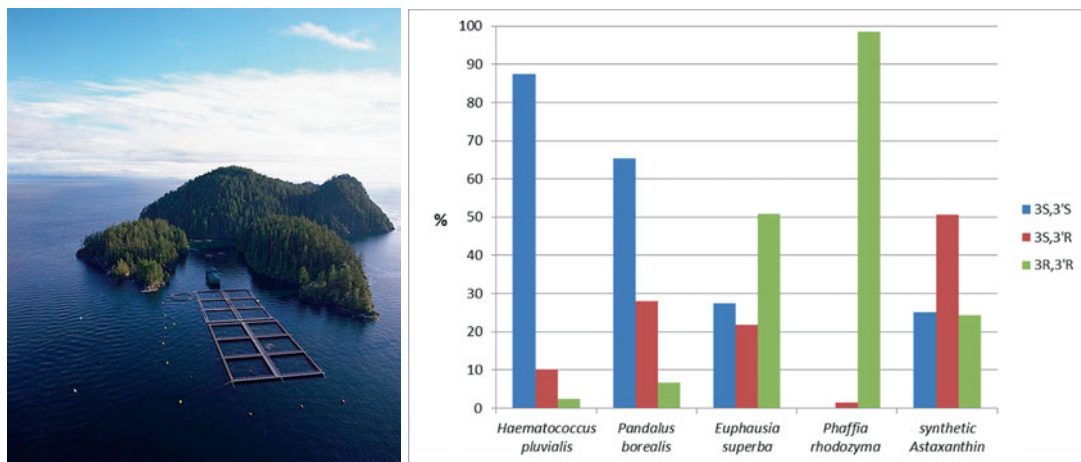 100
90
80
70
60
50
40
30
20
10
0
%
Haematococcus
pluvialis
Pandalus
borealis
Euphausia
superba
Phaffia
rhodozyma
synthetic
Astaxanthin
3S,3'S
3S,3'R
3R,3'R